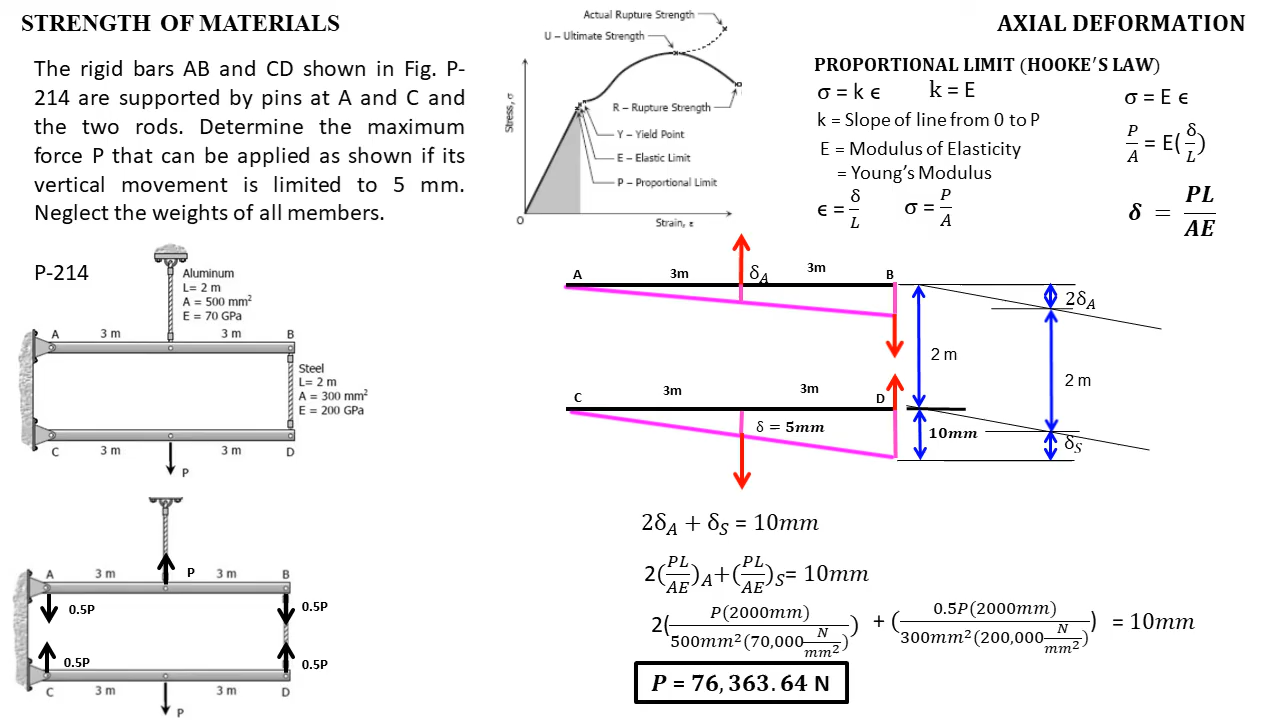 STRENGTH OF MATERIALS
AXIAL DEFORMATION
The rigid bars AB and CD shown in Fig. P-
214 are supported by pins at A and C and
the two rods. Determine the maximum
force P that can be applied as shown if its
vertical movement is limited to 5 mm.
Neglect the weights of all members.
Actual Rupture Strength
U – Ultimate Strength
R – Rupture Strength
Y – Yield Point
E – Elastic Limit
P – Proportional Limit
Stress, σ
O
Strain, ε
PROPORTIONAL LIMIT (HOOKE'S LAW)
σ = k ϵ
k = E
k = Slope of line from 0 to P
E = Modulus of Elasticity
= Young's Modulus
ϵ = δ/L
σ = P/A
σ = E ϵ
P/A = E(δ/L)
δ = PL/AE
P-214
Aluminum
L= 2 m
A = 500 mm²
E = 70 GPa
A
3 m
3 m
B
Steel
L= 2 m
A = 300 mm²
E = 200 GPa
C
3 m
3 m
D
P
A
3 m
P
3 m
B
0.5P
0.5P
0.5P
0.5P
C
3 m
3 m
D
P
A
3m
δ_A
3m
B
2δ_A
2 m
2 m
C
3m
3m
D
δ = 5mm
10mm
δ_S
2δ_A + δ_S = 10mm
2(PL/AE)_A+(PL/AE)_S= 10mm
2(P(2000mm)/500mm²(70,000 N/mm²)) + (0.5P(2000mm)/300mm²(200,000 N/mm²)) = 10mm
P = 76,363.64 N